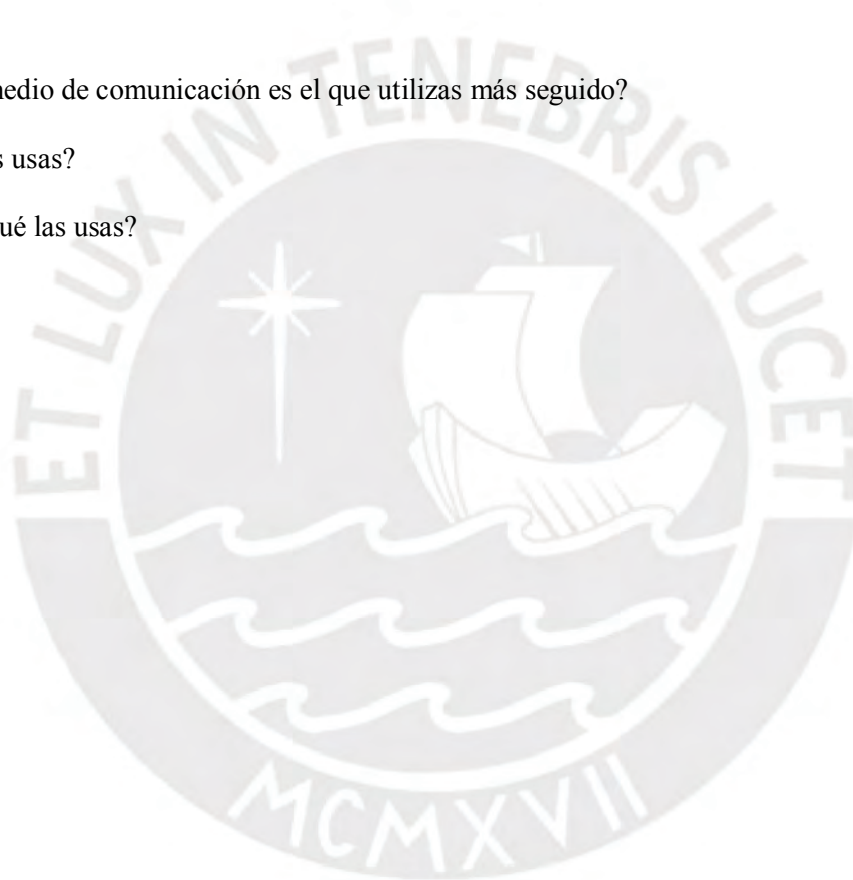 medio de comunicación es el que utilizas más seguido?
s usas?
ué las usas?
ET LUX IN TENEBRIS LUCET
MCMXVII